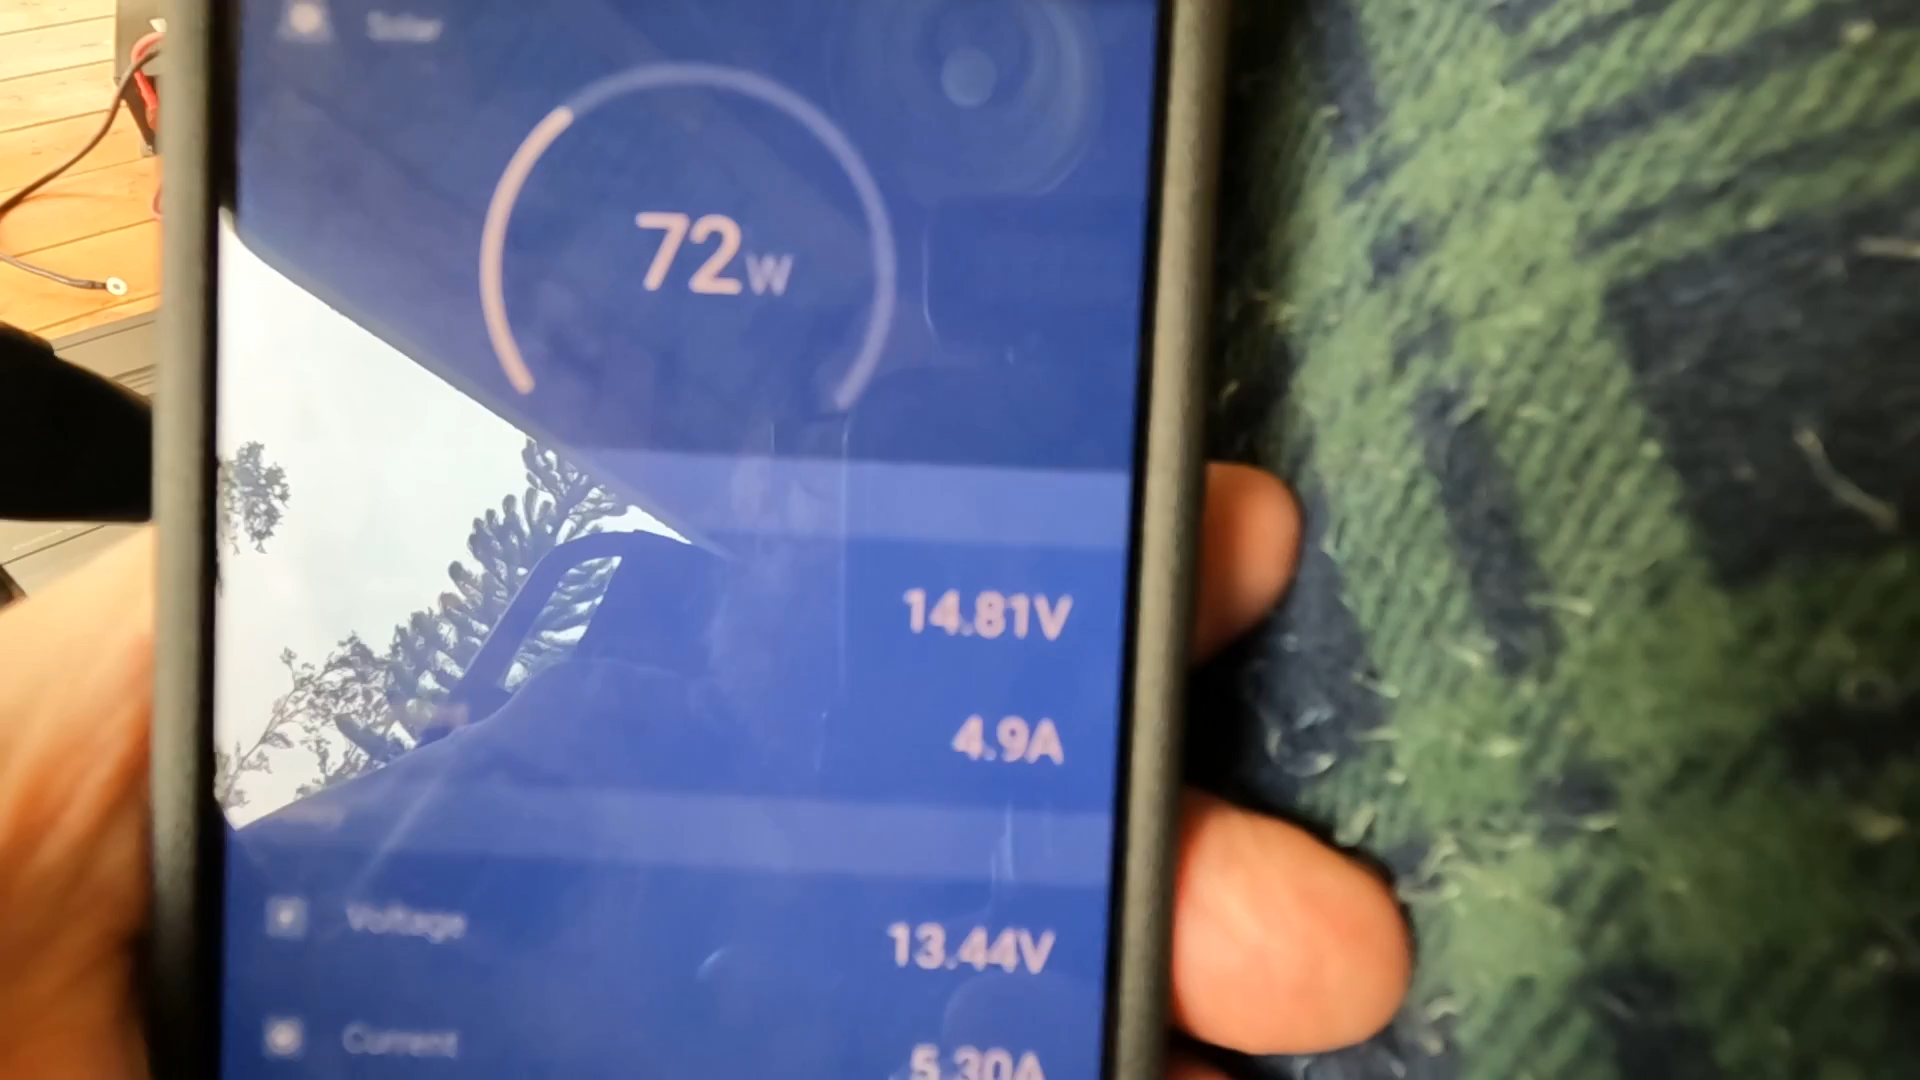 Solar
72W
14.81V
4.9A
Voltage 13.44V
Current 5.30A